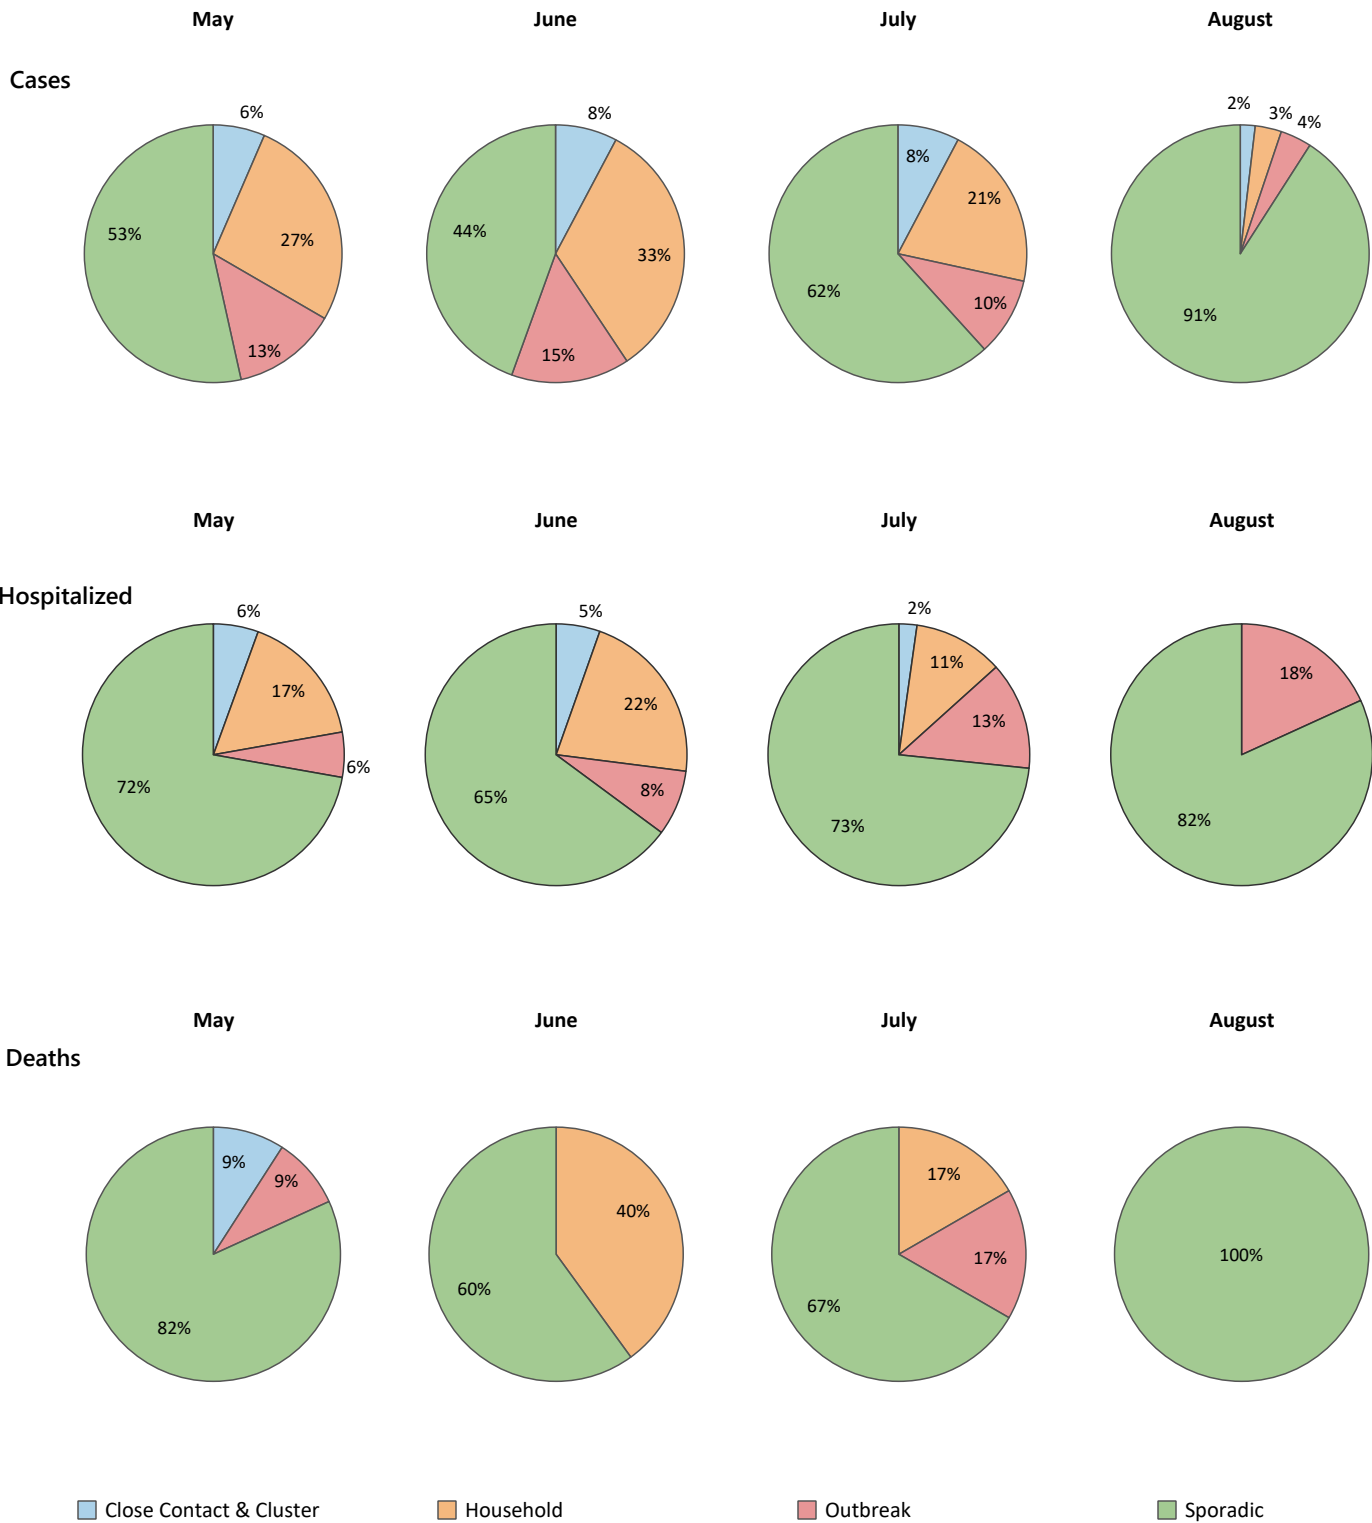 May June July August
Cases
6% 27% 13% 53%
8% 33% 15% 44%
8% 21% 10% 62%
2% 3% 4% 91%
May June July August
Hospitalized
6% 17% 6% 72%
5% 22% 8% 65%
2% 11% 13% 73%
18% 82%
May June July August
Deaths
9% 9% 82%
40% 60%
17% 17% 67%
100%
Close Contact & Cluster Household Outbreak Sporadic